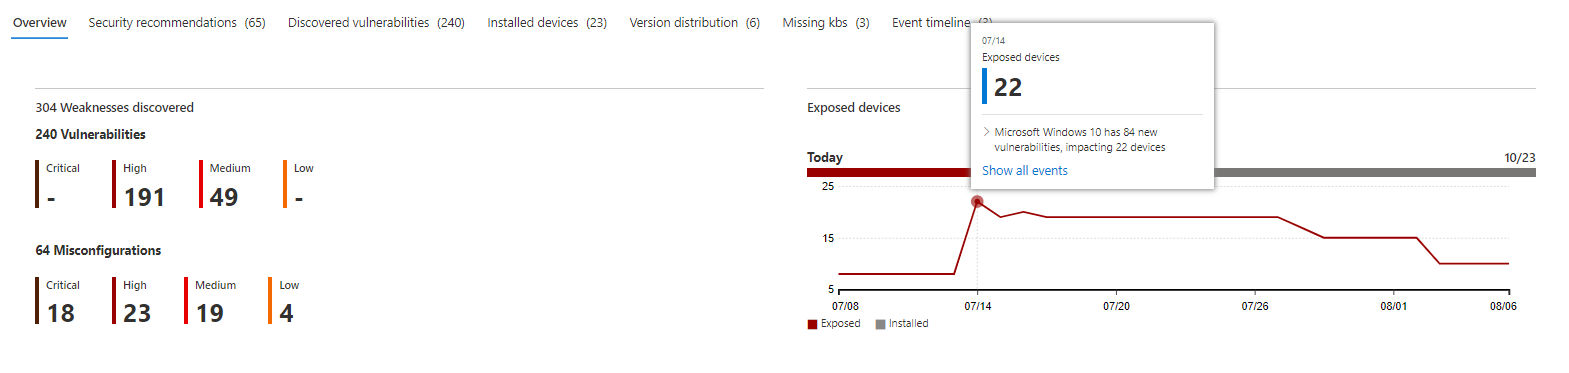 Overview Security recommendations (65) Discovered vulnerabilities (240) Installed devices (23) Version distribution (6) Missing kbs (3) Event timeline
304 Weaknesses discovered
240 Vulnerabilities
Critical High Medium Low
- 191 49 -
64 Misconfigurations
Critical High Medium Low
18 23 19 4
Exposed devices
Today 10/23
07/14
Exposed devices
22
Microsoft Windows 10 has 84 new
vulnerabilities, impacting 22 devices
Show all events
25
15
5
07/08 07/14 07/20 07/26 08/01 08/06
Exposed Installed